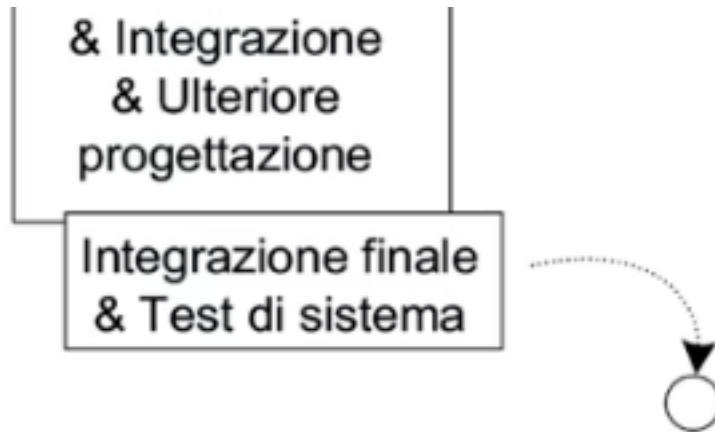 & Integrazione
& Ulteriore
progettazione
Integrazione finale
& Test di sistema